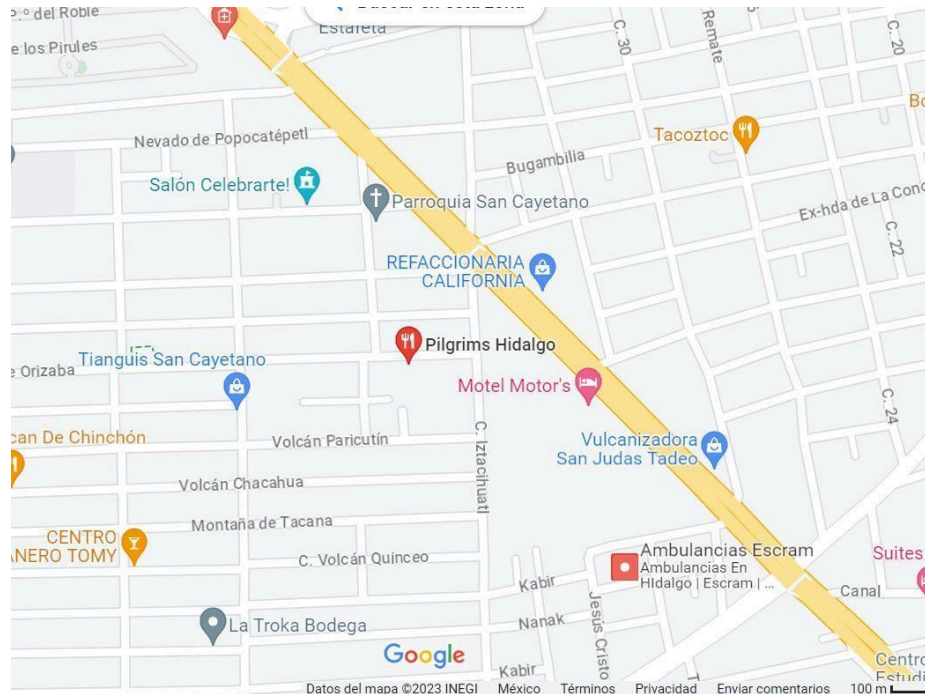 P.º del Roble
e los Pirules
Estafeta
C. 30
Remate
C. 20
Nevado de Popocatépetl
Bugambilia
Tacoztoc
Bo
Salón Celebrarte!
Parroquia San Cayetano
Ex-hda de La Conc
C. 22
REFACCIONARIA
CALIFORNIA
Pilgrims Hidalgo
Tianguis San Cayetano
e Orizaba
Motel Motor's
C. 24
can De Chinchón
Volcán Paricutín
C. Iztacihuatl
Vulcanizadora
San Judas Tadeo
Volcán Chacahua
Montaña de Tacana
CENTRO
ANERO TOMY
C. Volcán Quinceo
Ambulancias Escram
Ambulancias En
HIdalgo | Escram | ...
Suites
Kabir
Canal
Jesús Cristo
La Troka Bodega
Nanak
Google
Kabir
Centro
Estudi
Datos del mapa ©2023 INEGI México Términos Privacidad Enviar comentarios 100 m